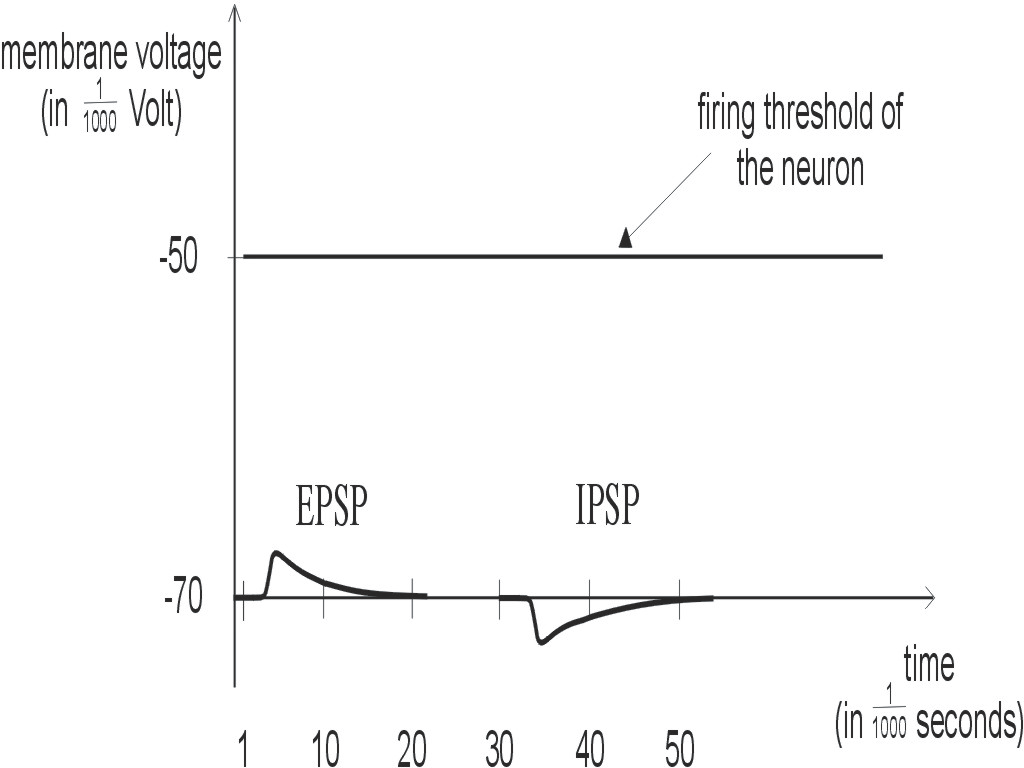 membrane voltage
(in 1/1000 Volt)
firing threshold of
the neuron
-50
EPSP
IPSP
-70
time
(in 1/1000 seconds)
1 10 20 30 40 50